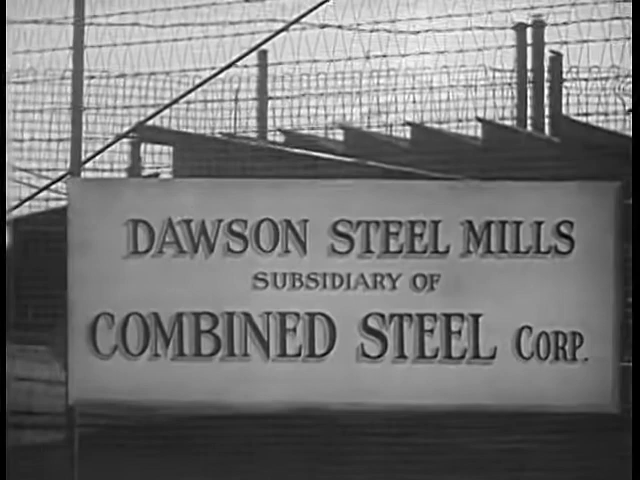 DAWSON STEEL MILLS
SUBSIDIARY OF
COMBINED STEEL CORP.